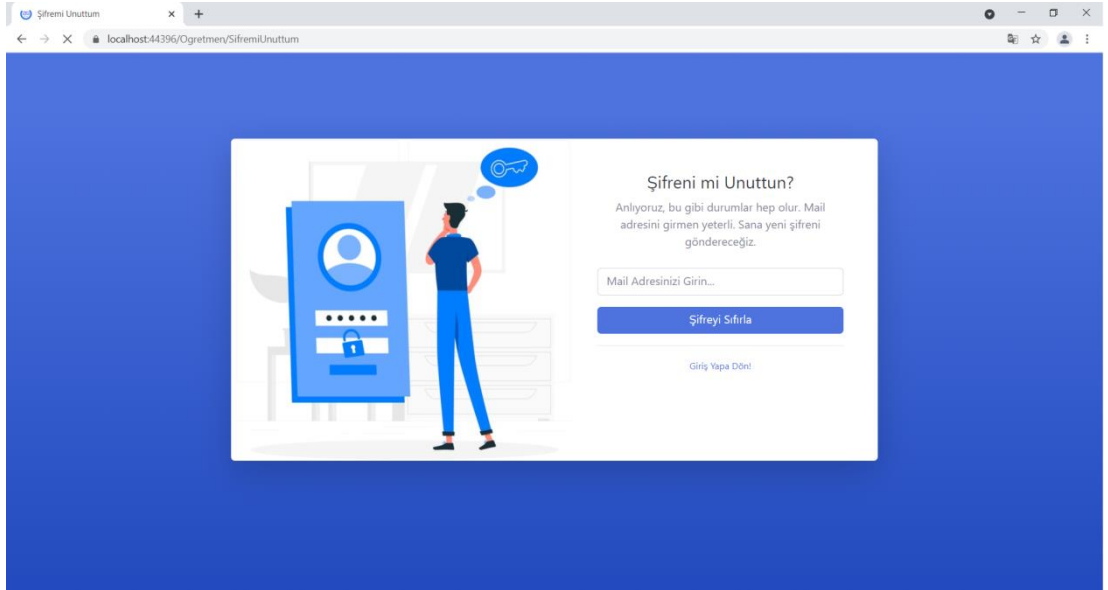 Şifremi Unuttum
localhost:44396/Ogretmen/SifremiUnuttum
Şifreni mi Unuttun?
Anlıyoruz, bu gibi durumlar hep olur. Mail
adresini girmen yeterli. Sana yeni şifreni
göndereceğiz.
Mail Adresinizi Girin...
Şifreyi Sıfırla
Giriş Yapa Dön!